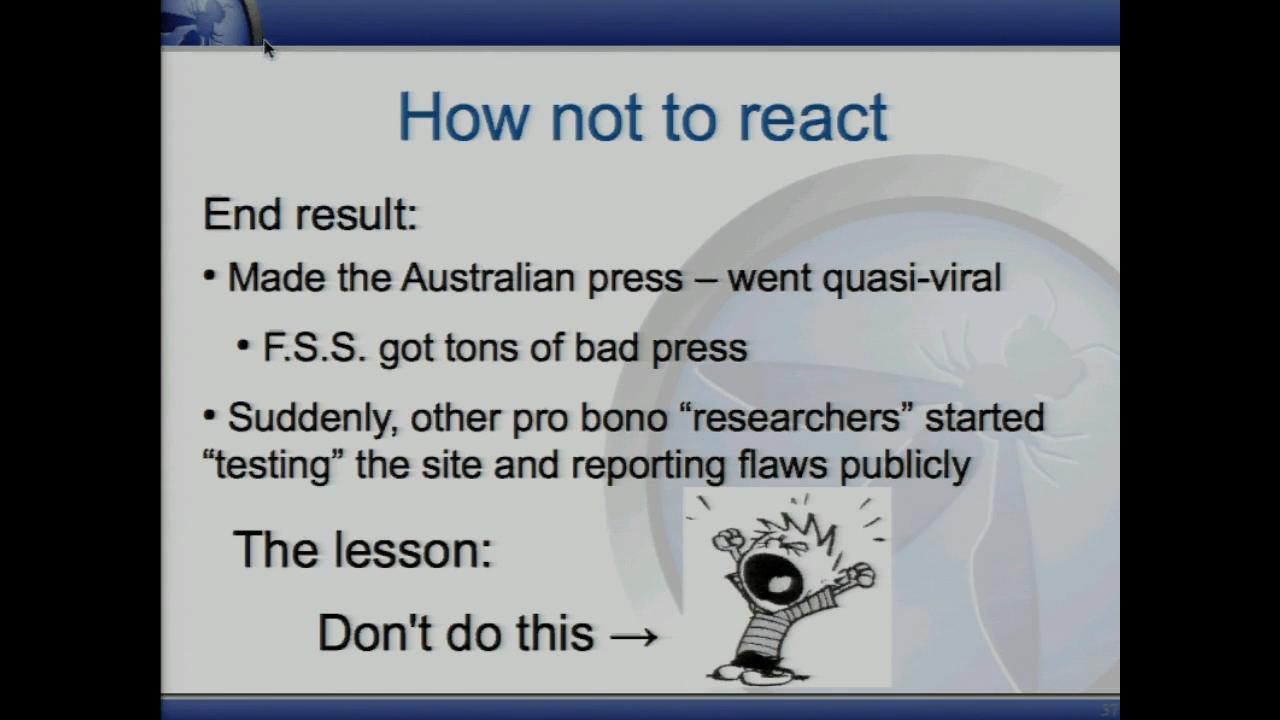 How not to react
End result:
• Made the Australian press – went quasi-viral
• F.S.S. got tons of bad press
• Suddenly, other pro bono “researchers” started
“testing” the site and reporting flaws publicly
The lesson:
Don't do this →
37